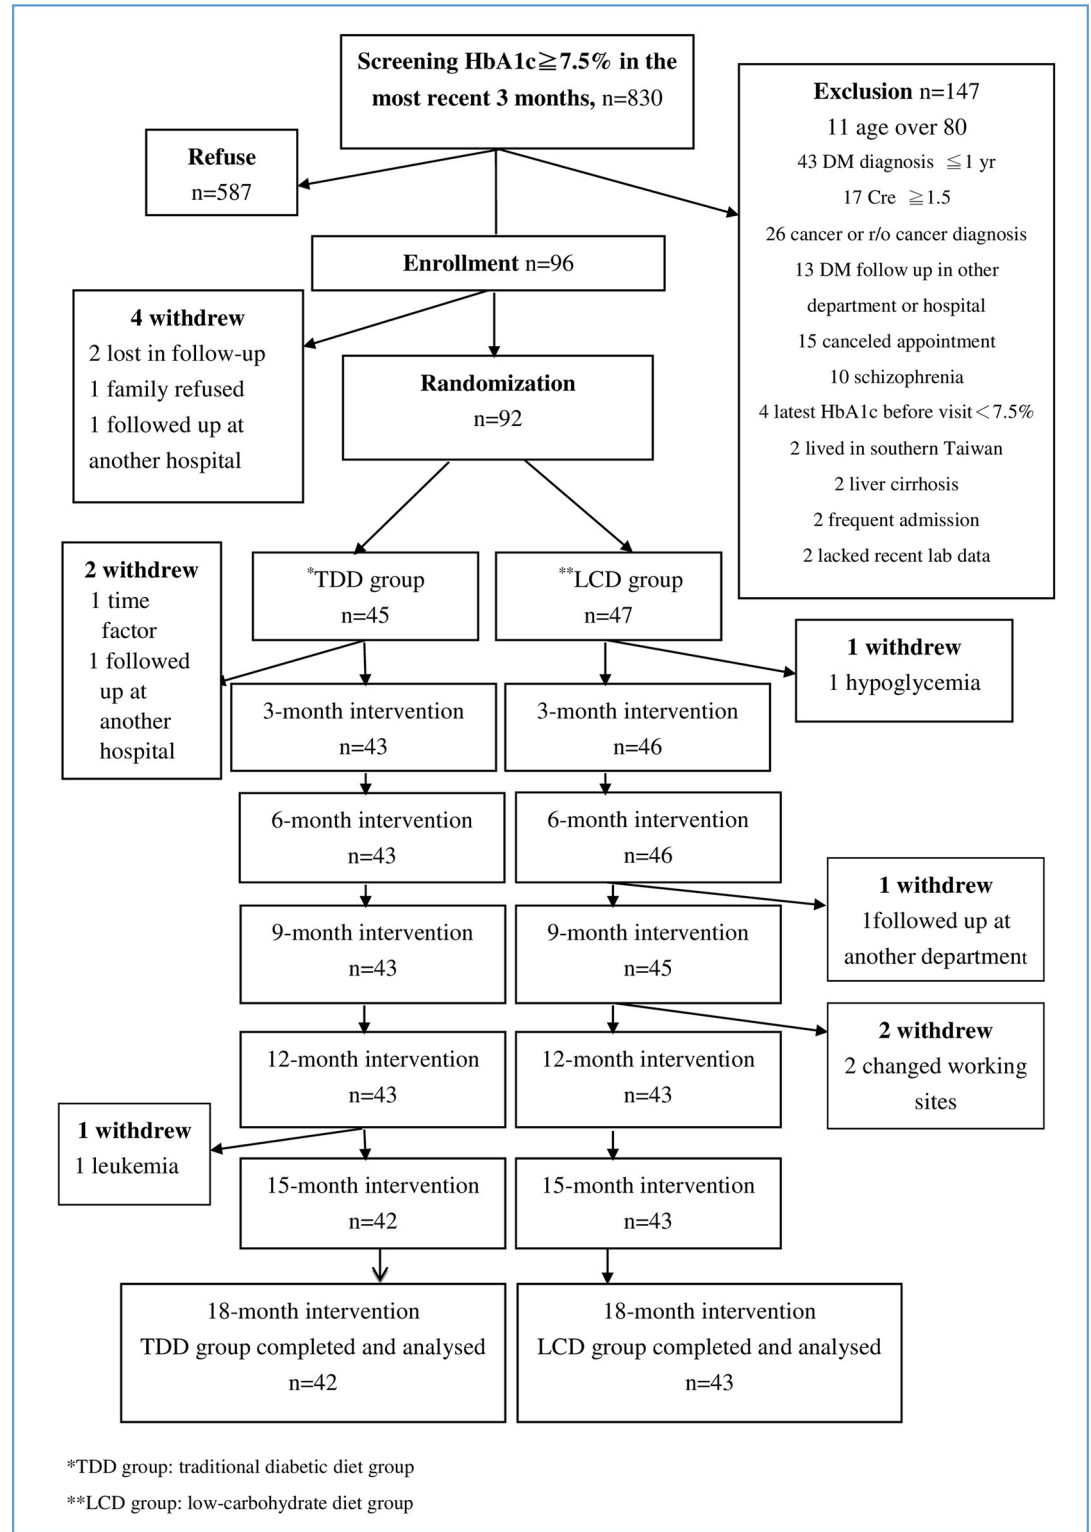 Screening HbA1c≧7.5% in the
most recent 3 months, n=830
Exclusion n=147
11 age over 80
43 DM diagnosis ≦1 yr
17 Cre ≧1.5
26 cancer or r/o cancer diagnosis
13 DM follow up in other
department or hospital
15 canceled appointment
10 schizophrenia
4 latest HbA1c before visit<7.5%
2 lived in southern Taiwan
2 liver cirrhosis
2 frequent admission
2 lacked recent lab data
Refuse
n=587
Enrollment n=96
4 withdrew
2 lost in follow-up
1 family refused
1 followed up at
another hospital
Randomization
n=92
2 withdrew
1 time
factor
1 followed
up at
another
hospital
*TDD group
n=45
**LCD group
n=47
1 withdrew
1 hypoglycemia
3-month intervention
n=43
3-month intervention
n=46
6-month intervention
n=43
6-month intervention
n=46
1 withdrew
1followed up at
another department
9-month intervention
n=43
9-month intervention
n=45
2 withdrew
2 changed working
sites
12-month intervention
n=43
12-month intervention
n=43
1 withdrew
1 leukemia
15-month intervention
n=42
15-month intervention
n=43
18-month intervention
TDD group completed and analysed
n=42
18-month intervention
LCD group completed and analysed
n=43
*TDD group: traditional diabetic diet group
**LCD group: low-carbohydrate diet group